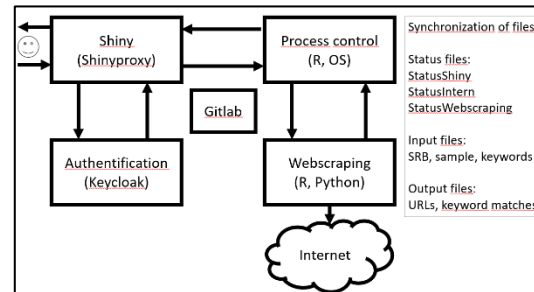 Shiny
(Shinyproxy)
Process control
(R, OS)
Gitlab
Authentification
(Keycloak)
Webscraping
(R, Python)
Internet
Synchronization of files
Status files:
StatusShiny
StatusIntern
StatusWebscraping
Input files:
SRB, sample, keywords
Output files:
URLs, keyword matches